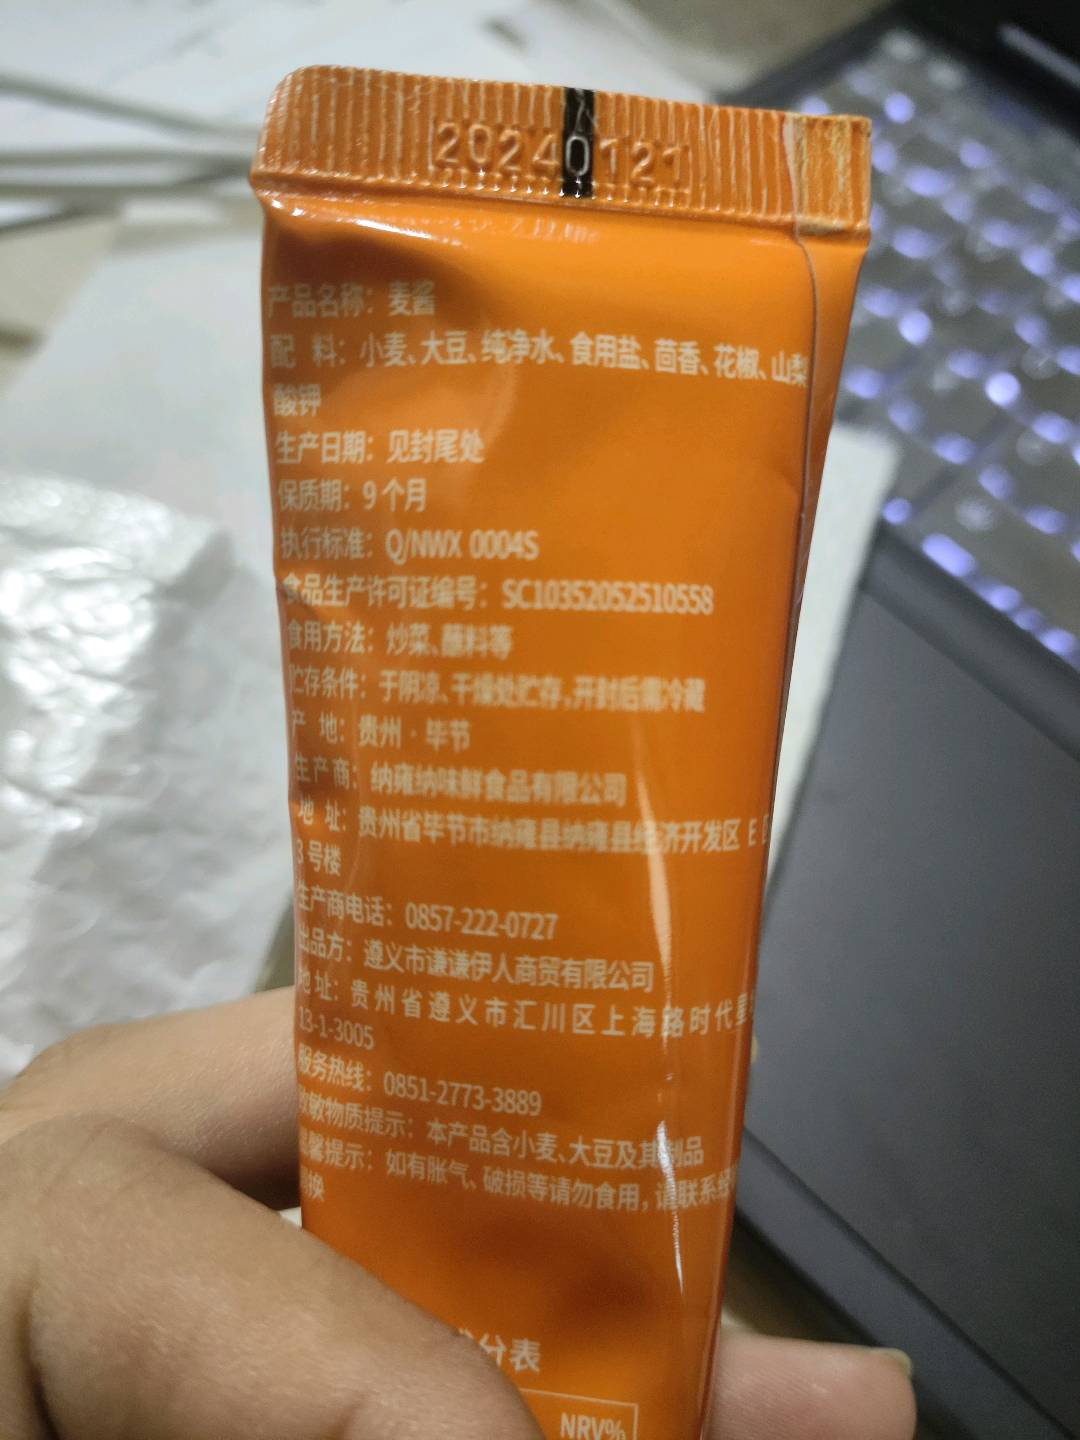 20240121
产品名称：麦酱
配 料：小麦、大豆、纯净水、食用盐、茴香、花椒、山梨
酸钾
生产日期：见封尾处
保质期：9个月
执行标准：Q/NWX 0004S
食品生产许可证编号：SC10352052510558
食用方法：炒菜、蘸料等
贮存条件：于阴凉、干燥处贮存，开封后需冷藏
产 地：贵州·毕节
生产商：纳雍纳味鲜食品有限公司
地 址：贵州省毕节市纳雍县纳雍县经济开发区 E
3号楼
生产商电话：0857-222-0727
出品方：遵义市谦谦伊人商贸有限公司
地址：贵州省遵义市汇川区上海路时代星
13-1-3005
服务热线：0851-2773-3889
致敏物质提示：本产品含小麦、大豆及其制品
温馨提示：如有胀气、破损等请勿食用，请联系经
换
成分表
NRV%